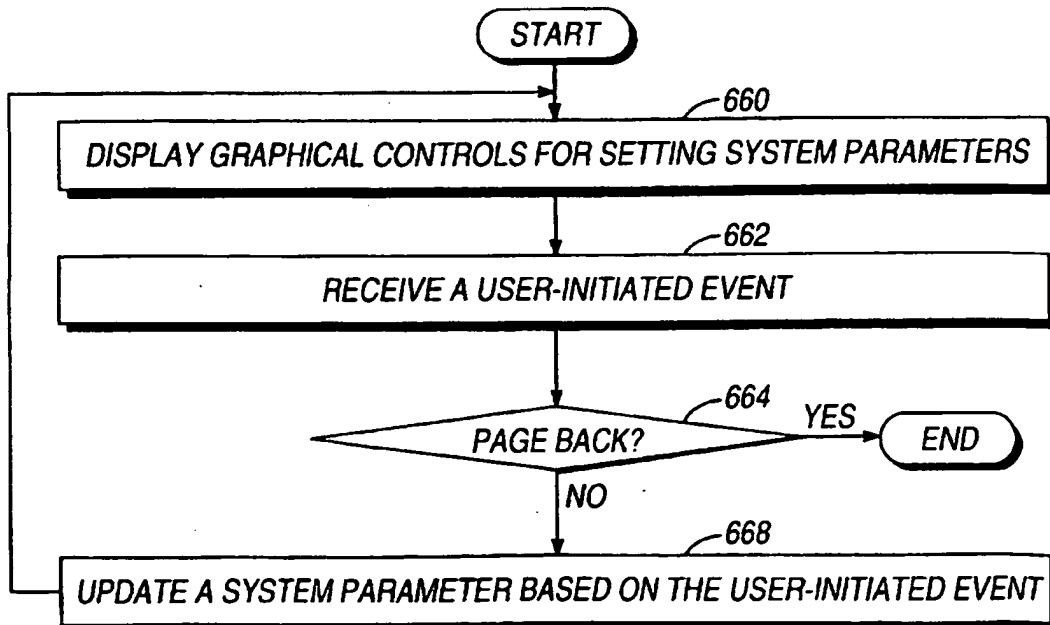 START
660
DISPLAY GRAPHICAL CONTROLS FOR SETTING SYSTEM PARAMETERS
662
RECEIVE A USER-INITIATED EVENT
664
PAGE BACK?
YES
END
NO
668
UPDATE A SYSTEM PARAMETER BASED ON THE USER-INITIATED EVENT